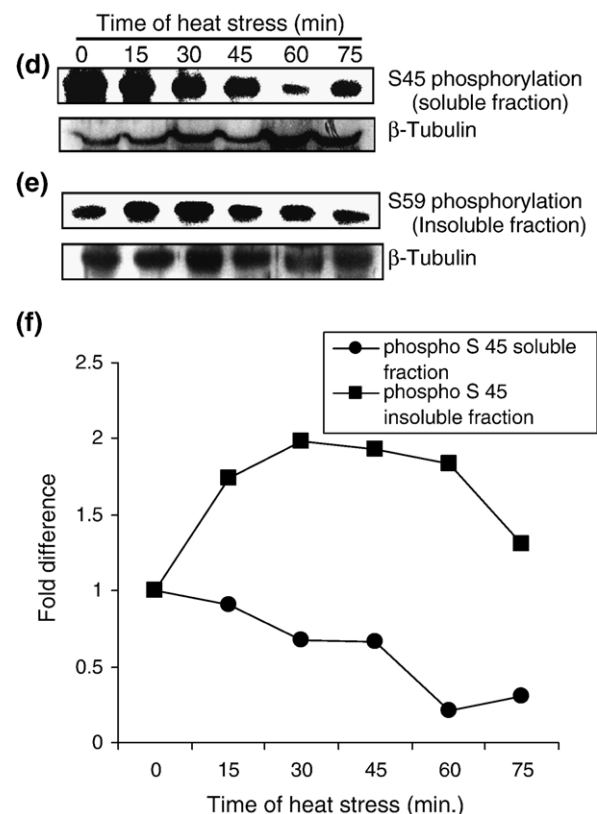 Time of heat stress (min)
0 15 30 45 60 75
(d)
S45 phosphorylation
(soluble fraction)
β-Tubulin
(e)
S59 phosphorylation
(Insoluble fraction)
β-Tubulin
(f)
phospho S 45 soluble
fraction
phospho S 45
insoluble fraction
2.5
2
1.5
1
0.5
0
Fold difference
0 15 30 45 60 75
Time of heat stress (min.)